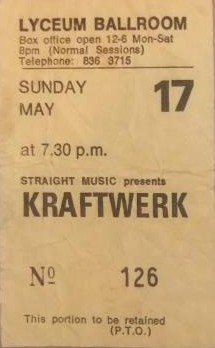 LYCEUM BALLROOM
Box office open 12-6 Mon-Sat
8pm (Normal Sessions)
Telephone: 836 3715
SUNDAY
MAY 17
at 7.30 p.m.
STRAIGHT MUSIC presents
KRAFTWERK
Nº 126
This portion to be retained
(P.T.O.)